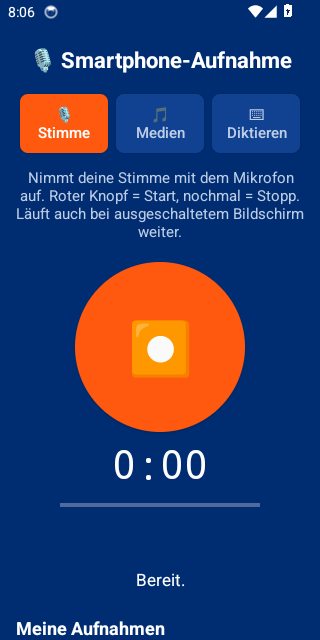 8:06
🎙️ Smartphone-Aufnahme
Stimme
Medien
Diktieren
Nimmt deine Stimme mit dem Mikrofon
auf. Roter Knopf = Start, nochmal = Stopp.
Läuft auch bei ausgeschaltetem Bildschirm
weiter.
0:00
Bereit.
Meine Aufnahmen